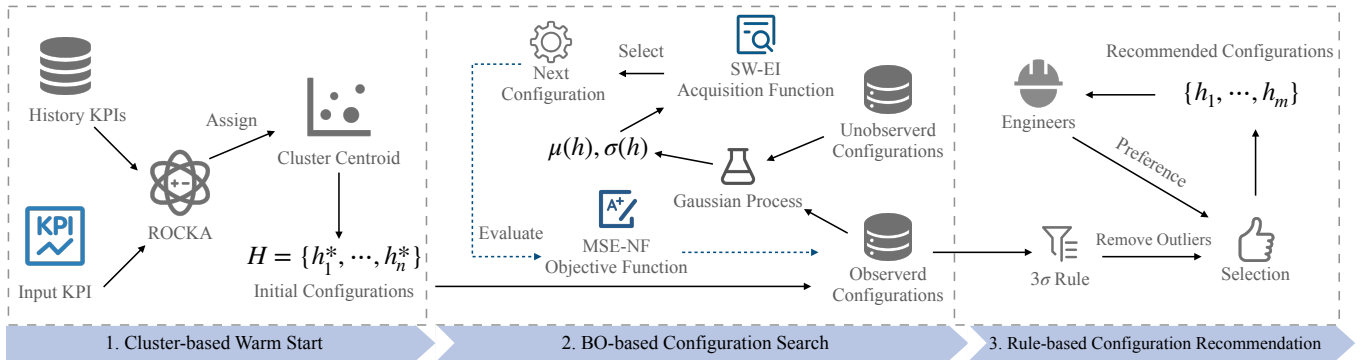 History KPIs
Assign
Cluster Centroid
ROCKA
KPI
Input KPI
H = {h₁*, ⋯, hₙ*}
Initial Configurations
1. Cluster-based Warm Start
Next
Configuration
Select
SW-EI
Acquisition Function
Unobserverd
Configurations
μ(h), σ(h)
Gaussian Process
Evaluate
A+
MSE-NF
Objective Function
Observerd
Configurations
2. BO-based Configuration Search
Recommended Configurations
{h₁, ⋯, hₘ}
Engineers
Preference
3σ Rule
Remove Outliers
Selection
3. Rule-based Configuration Recommendation